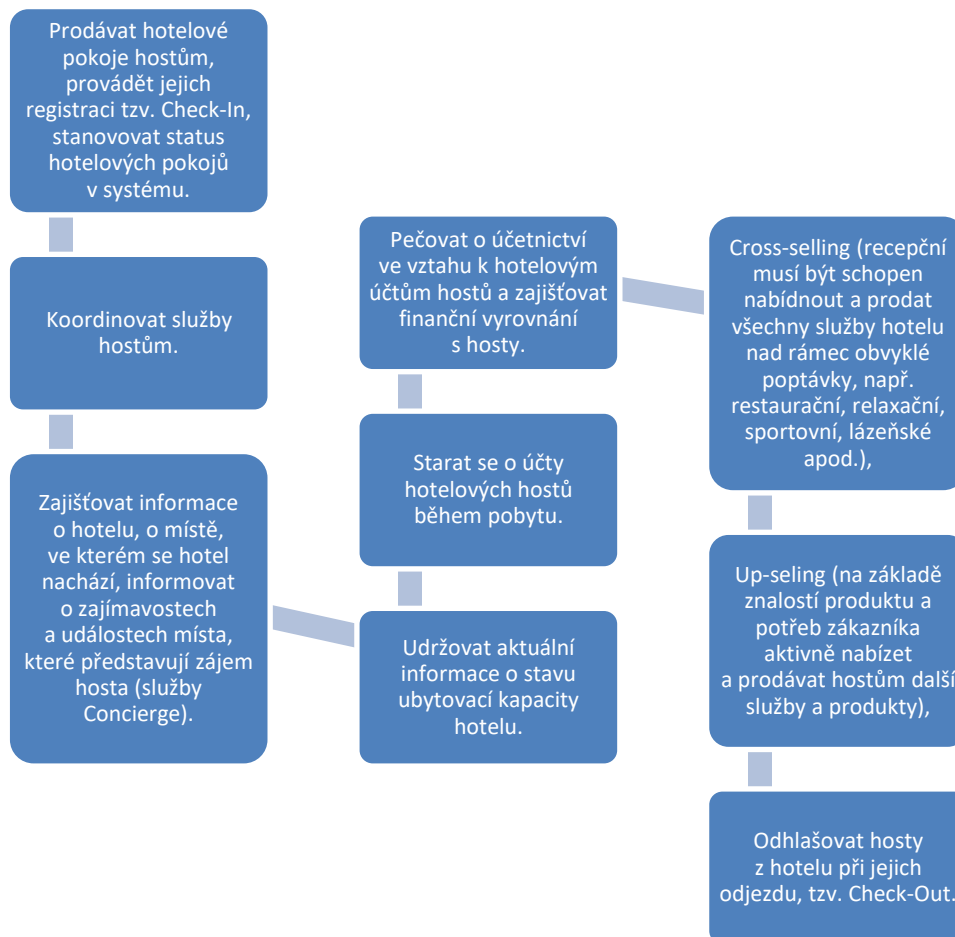 Prodávat hotelové
pokoje hostům,
provádět jejich
registraci tzv. Check-In,
stanovovat status
hotelových pokojů
v systému.
Koordinovat služby
hostům.
Zajišťovat informace
o hotelu, o místě,
ve kterém se hotel
nachází, informovat
o zajímavostech
a událostech místa,
které představují zájem
hosta (služby
Concierge).
Udržovat aktuální
informace o stavu
ubytovací kapacity
hotelu.
Starat se o účty
hotelových hostů
během pobytu.
Pečovat o účetnictví
ve vztahu k hotelovým
účtům hostů a zajišťovat
finanční vyrovnání
s hosty.
Cross-selling (recepční
musí být schopen
nabídnout a prodat
všechny služby hotelu
nad rámec obvyklé
poptávky, např.
restaurační, relaxační,
sportovní, lázeňské
apod.),
Up-seling (na základě
znalostí produktu a
potřeb zákazníka
aktivně nabízet
a prodávat hostům další
služby a produkty),
Odhlašovat hosty
z hotelu při jejich
odjezdu, tzv. Check-Out.